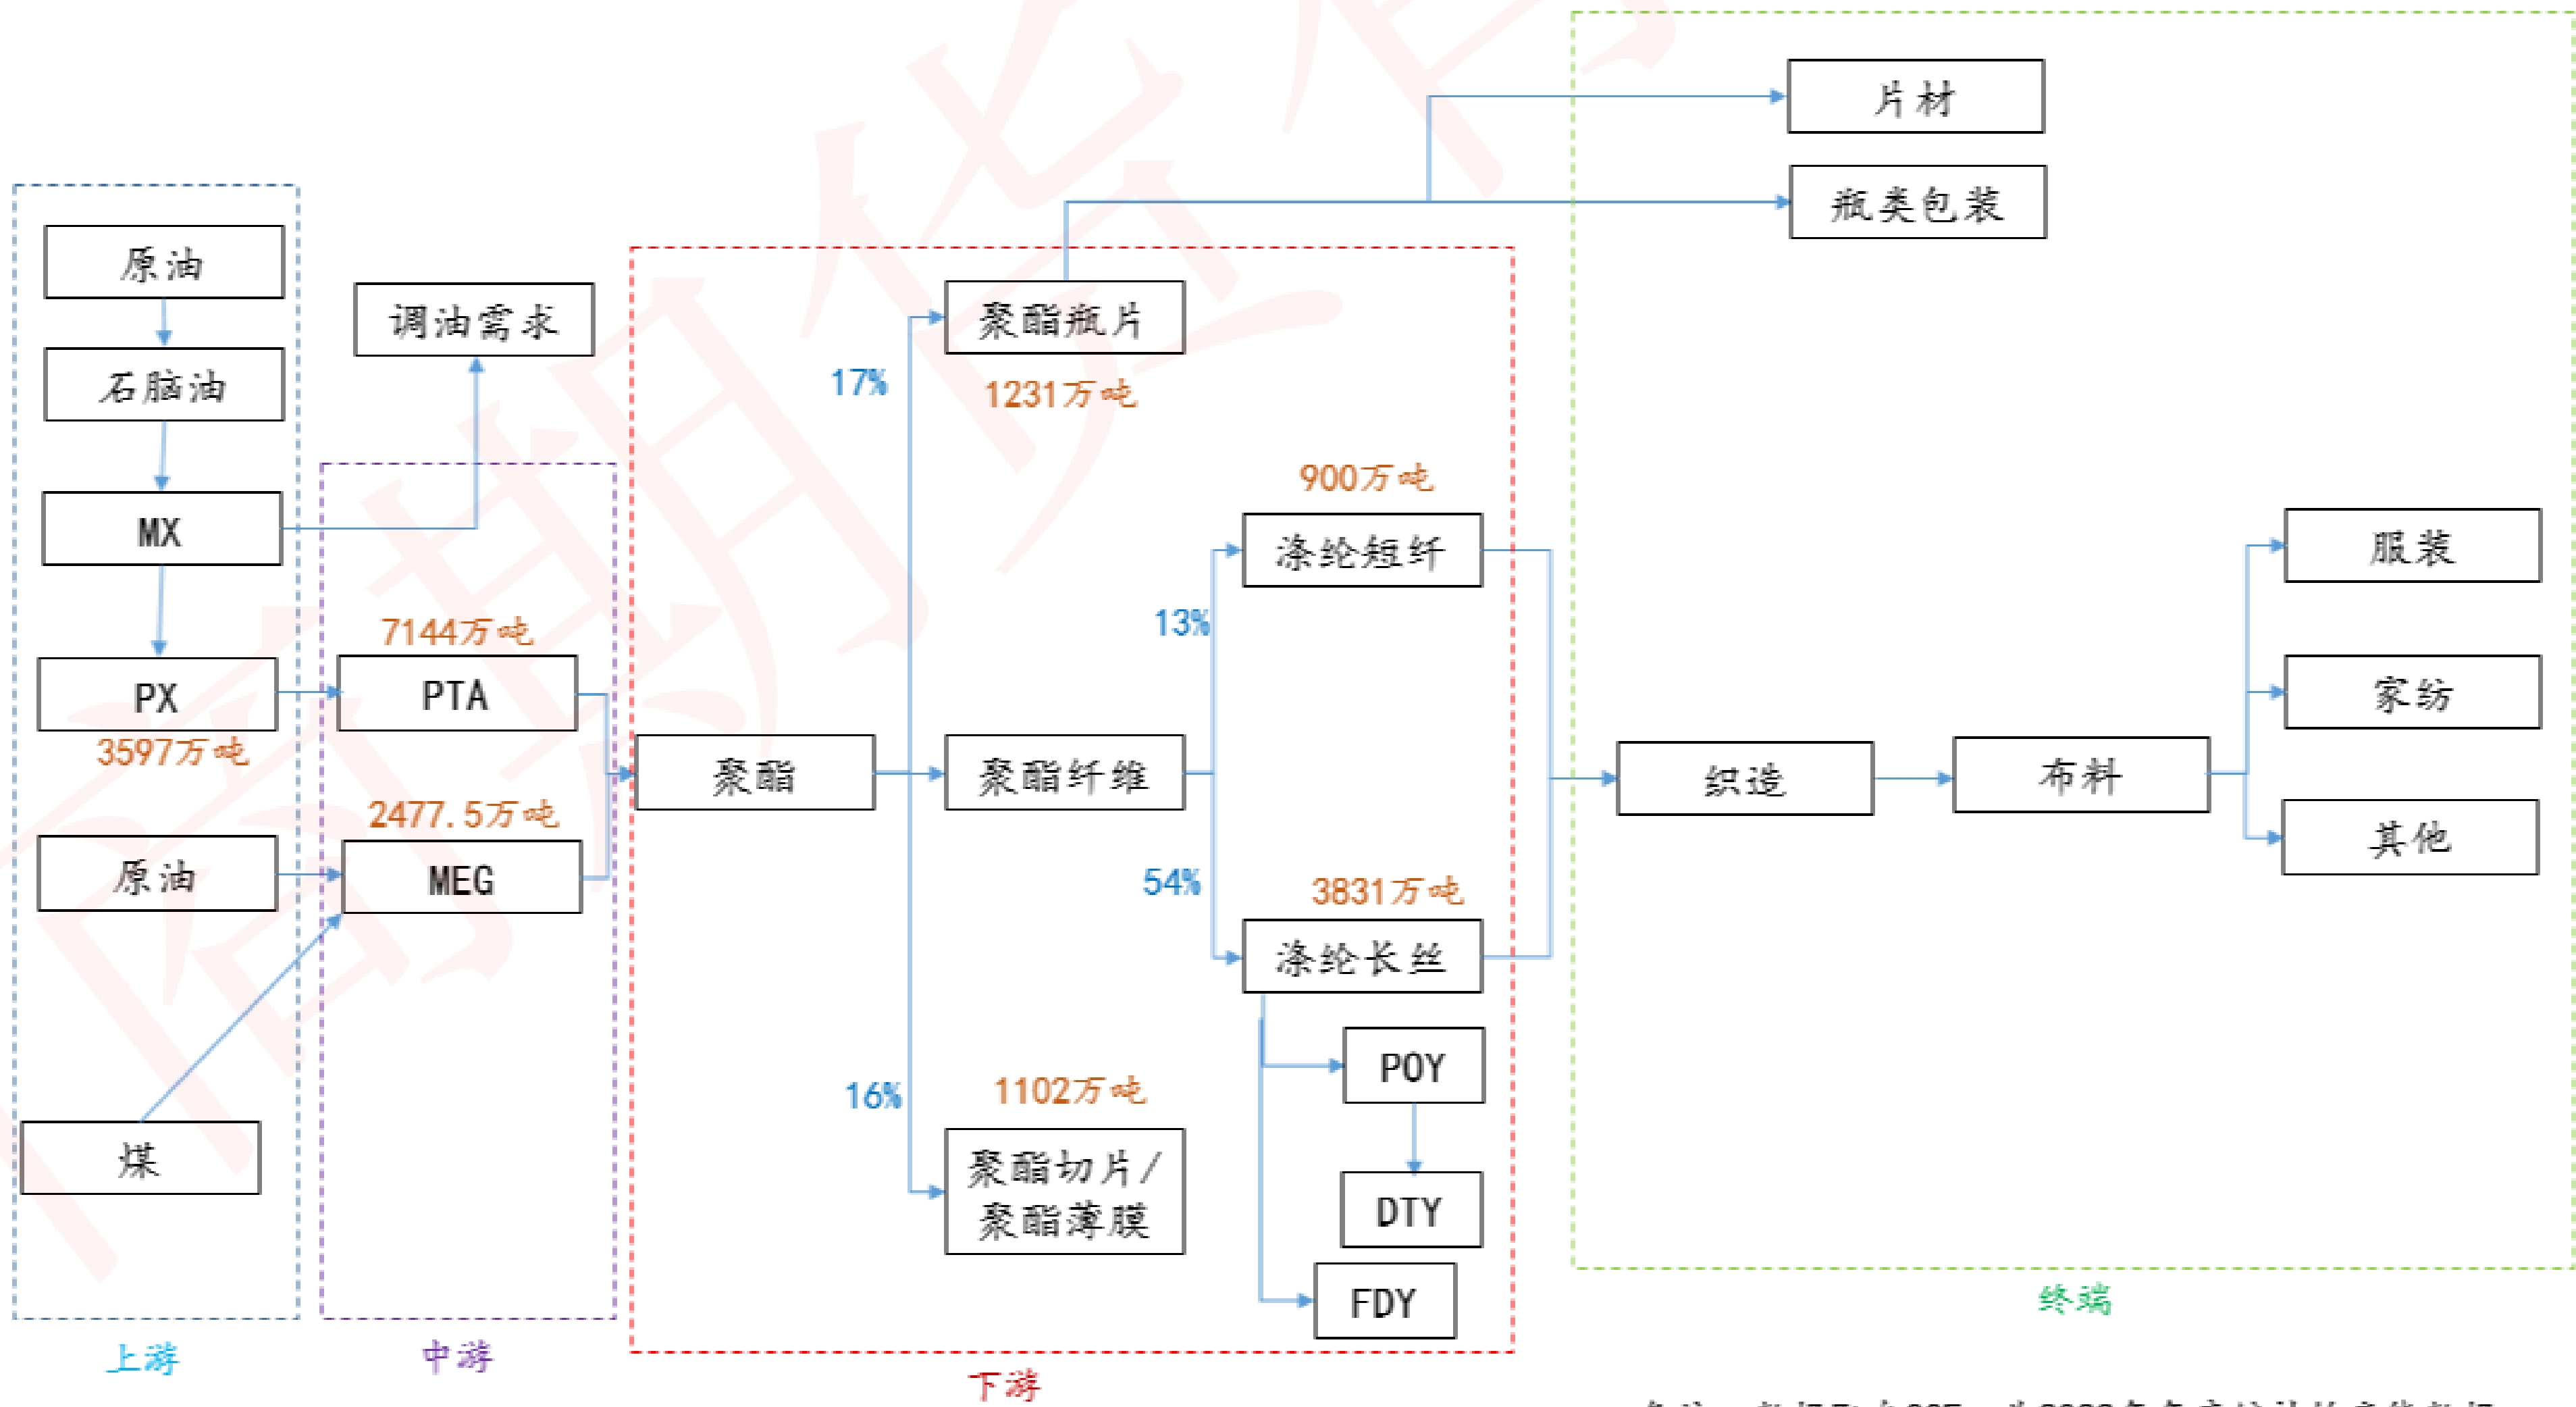 片材
瓶类包装
原油
石脑油
MX
PX
3597万吨
原油
煤
上游
调油需求
7144万吨
PTA
2477.5万吨
MEG
中游
聚酯
17%
聚酯瓶片
1231万吨
聚酯纤维
16%
1102万吨
聚酯切片/
聚酯薄膜
13%
900万吨
涤纶短纤
54%
3831万吨
涤纶长丝
POY
DTY
FDY
下游
织造
布料
服装
家纺
其他
终端